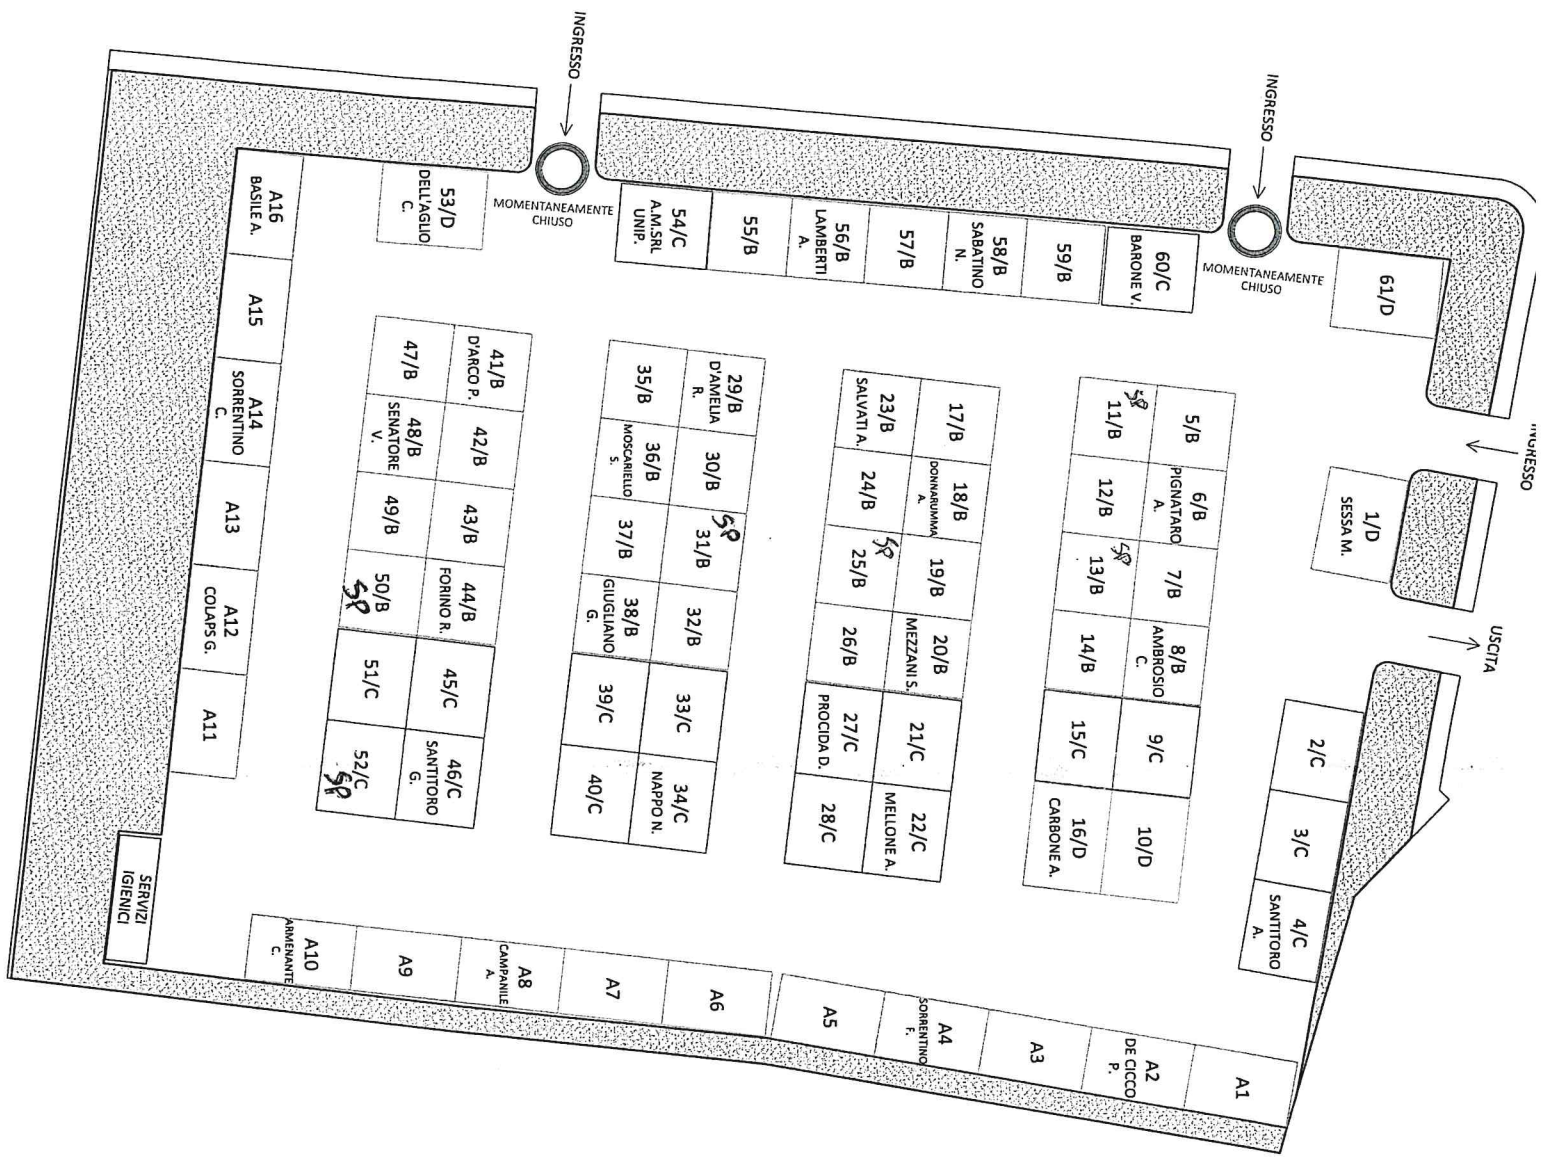 INGRESSO
INGRESSO
INGRESSO
USCITA
MOMENTANEAMENTE
CHIUSO
MOMENTANEAMENTE
CHIUSO
A16
BASILE A.
A15
A14
SORRENTINO
C.
A13
A12
COLAPS G.
A11
53/D
DELL'AGLIO
C.
54/C
A.M.SRL
UNIP.
55/B
56/B
LAMBERTI
A.
57/B
58/B
SABATINO
N.
59/B
60/C
BARONE V.
61/D
1/D
SESSA M.
2/C
3/C
4/C
SANTITORO
A.
5/B
6/B
PIGNATARO
A.
7/B
8/B
AMBROSIO
C.
9/C
10/D
SP
11/B
12/B
SP
13/B
14/B
15/C
16/D
CARBONE A.
17/B
18/B
DONNARUMMA
A.
19/B
20/B
MEZZANI S.
21/C
22/C
MELLONE A.
23/B
SALVATI A.
24/B
SP
25/B
26/B
27/C
PROCIDA D.
28/C
29/B
D'AMELIA
R.
30/B
SP
31/B
32/B
33/C
34/C
NAPPO N.
35/B
36/B
MOSCARIELLO
S.
37/B
38/B
GIUGLIANO
G.
39/C
40/C
41/B
D'ARCO P.
42/B
43/B
44/B
FORINO R.
45/C
46/C
SANTITORO
G.
47/B
48/B
SENATORE
V.
49/B
50/B
SP
51/C
52/C
SP
SERVIZI
IGIENICI
A10
ARMENANTE
C.
A9
A8
CAMPANILE
A.
A7
A6
A5
A4
SORRENTINO
F.
A3
A2
DE CICCO
P.
A1